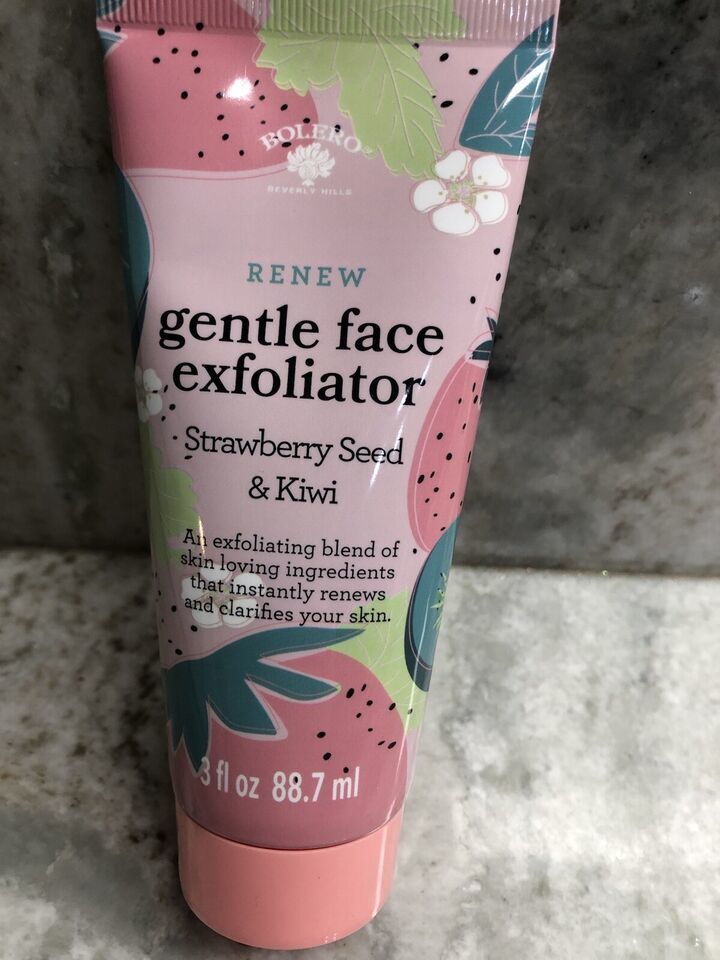 BOLERO
BEVERLY HILLS
RENEW
gentle face
exfoliator
Strawberry Seed
& Kiwi
An exfoliating blend of
skin loving ingredients
that instantly renews
and clarifies your skin.
3 fl oz 88.7 ml